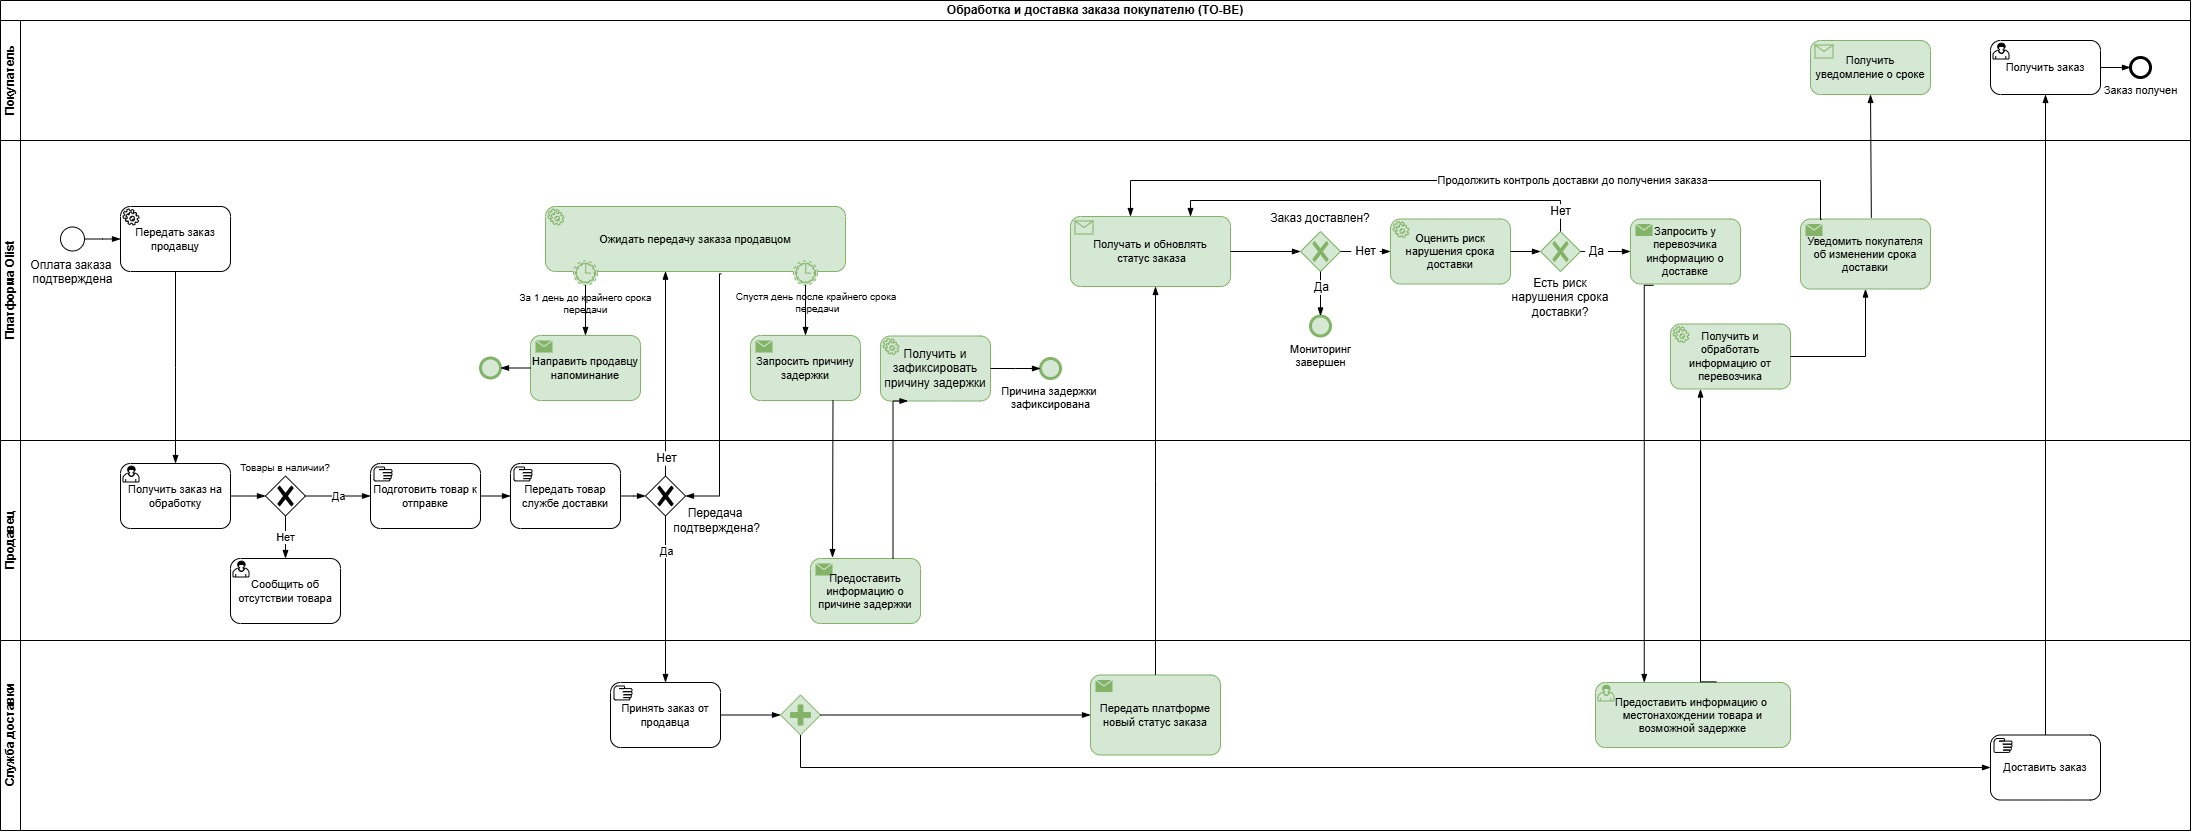 Обработка и доставка заказа покупателю (TO-BE)
Покупатель
Получить
уведомление о сроке
Получить заказ
Заказ получен
Платформа Olist
Оплата заказа
подтверждена
Передать заказ
продавцу
Ожидать передачу заказа продавцом
За 1 день до крайнего срока
передачи
Спустя день после крайнего срока
передачи
Направить продавцу
напоминание
Запросить причину
задержки
Получить и
зафиксировать
причину задержки
Причина задержки
зафиксирована
Продолжить контроль доставки до получения заказа
Получать и обновлять
статус заказа
Заказ доставлен?
Нет
Да
Мониторинг
завершен
Оценить риск
нарушения срока
доставки
Нет
Да
Есть риск
нарушения срока
доставки?
Запросить у
перевозчика
информацию о
доставке
Уведомить покупателя
об изменении срока
доставки
Получить и
обработать
информацию от
перевозчика
Продавец
Получить заказ на
обработку
Товары в наличии?
Да
Нет
Сообщить об
отсутствии товара
Подготовить товар к
отправке
Передать товар
службе доставки
Нет
Передача
подтверждена?
Да
Предоставить
информацию о
причине задержки
Служба доставки
Принять заказ от
продавца
Передать платформе
новый статус заказа
Предоставить информацию о
местонахождении товара и
возможной задержке
Доставить заказ